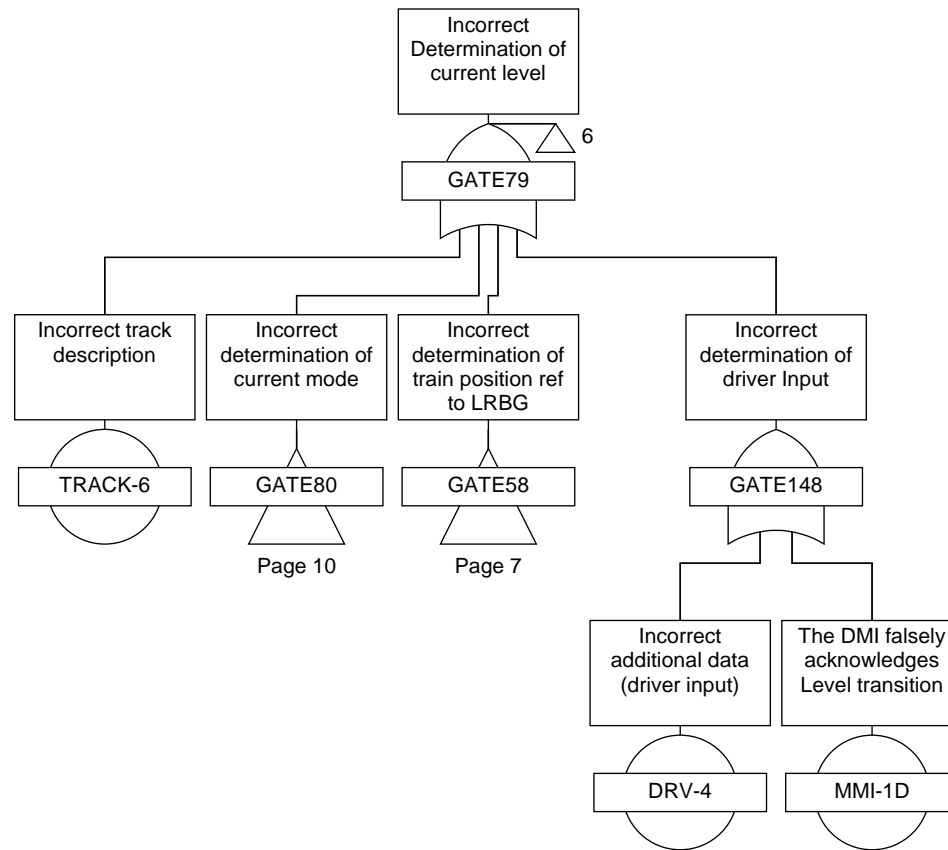 Incorrect
Determination of
current level
6
GATE79
Incorrect track
description
Incorrect
determination of
current mode
Incorrect
determination of
train position ref
to LRBG
Incorrect
determination of
driver Input
TRACK-6
GATE80
GATE58
GATE148
Page 10
Page 7
Incorrect
additional data
(driver input)
The DMI falsely
acknowledges
Level transition
DRV-4
MMI-1D